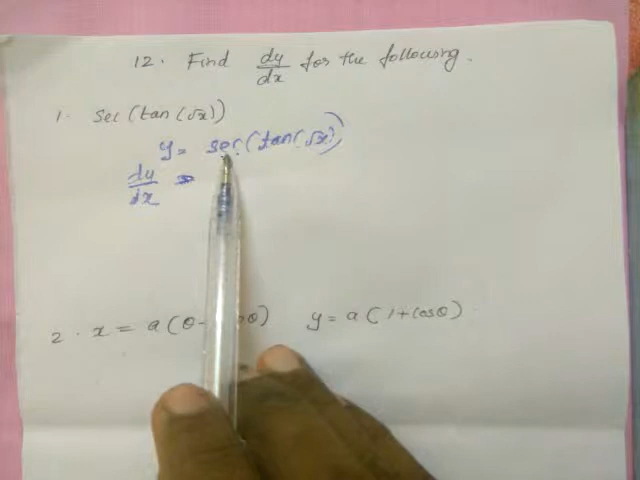 12. Find dy/dx for the following.
1. Sec(tan(√x))
y = sec(tan(√x))
dy/dx =
2. x = a(θ- θ) y = a(1+cosθ)